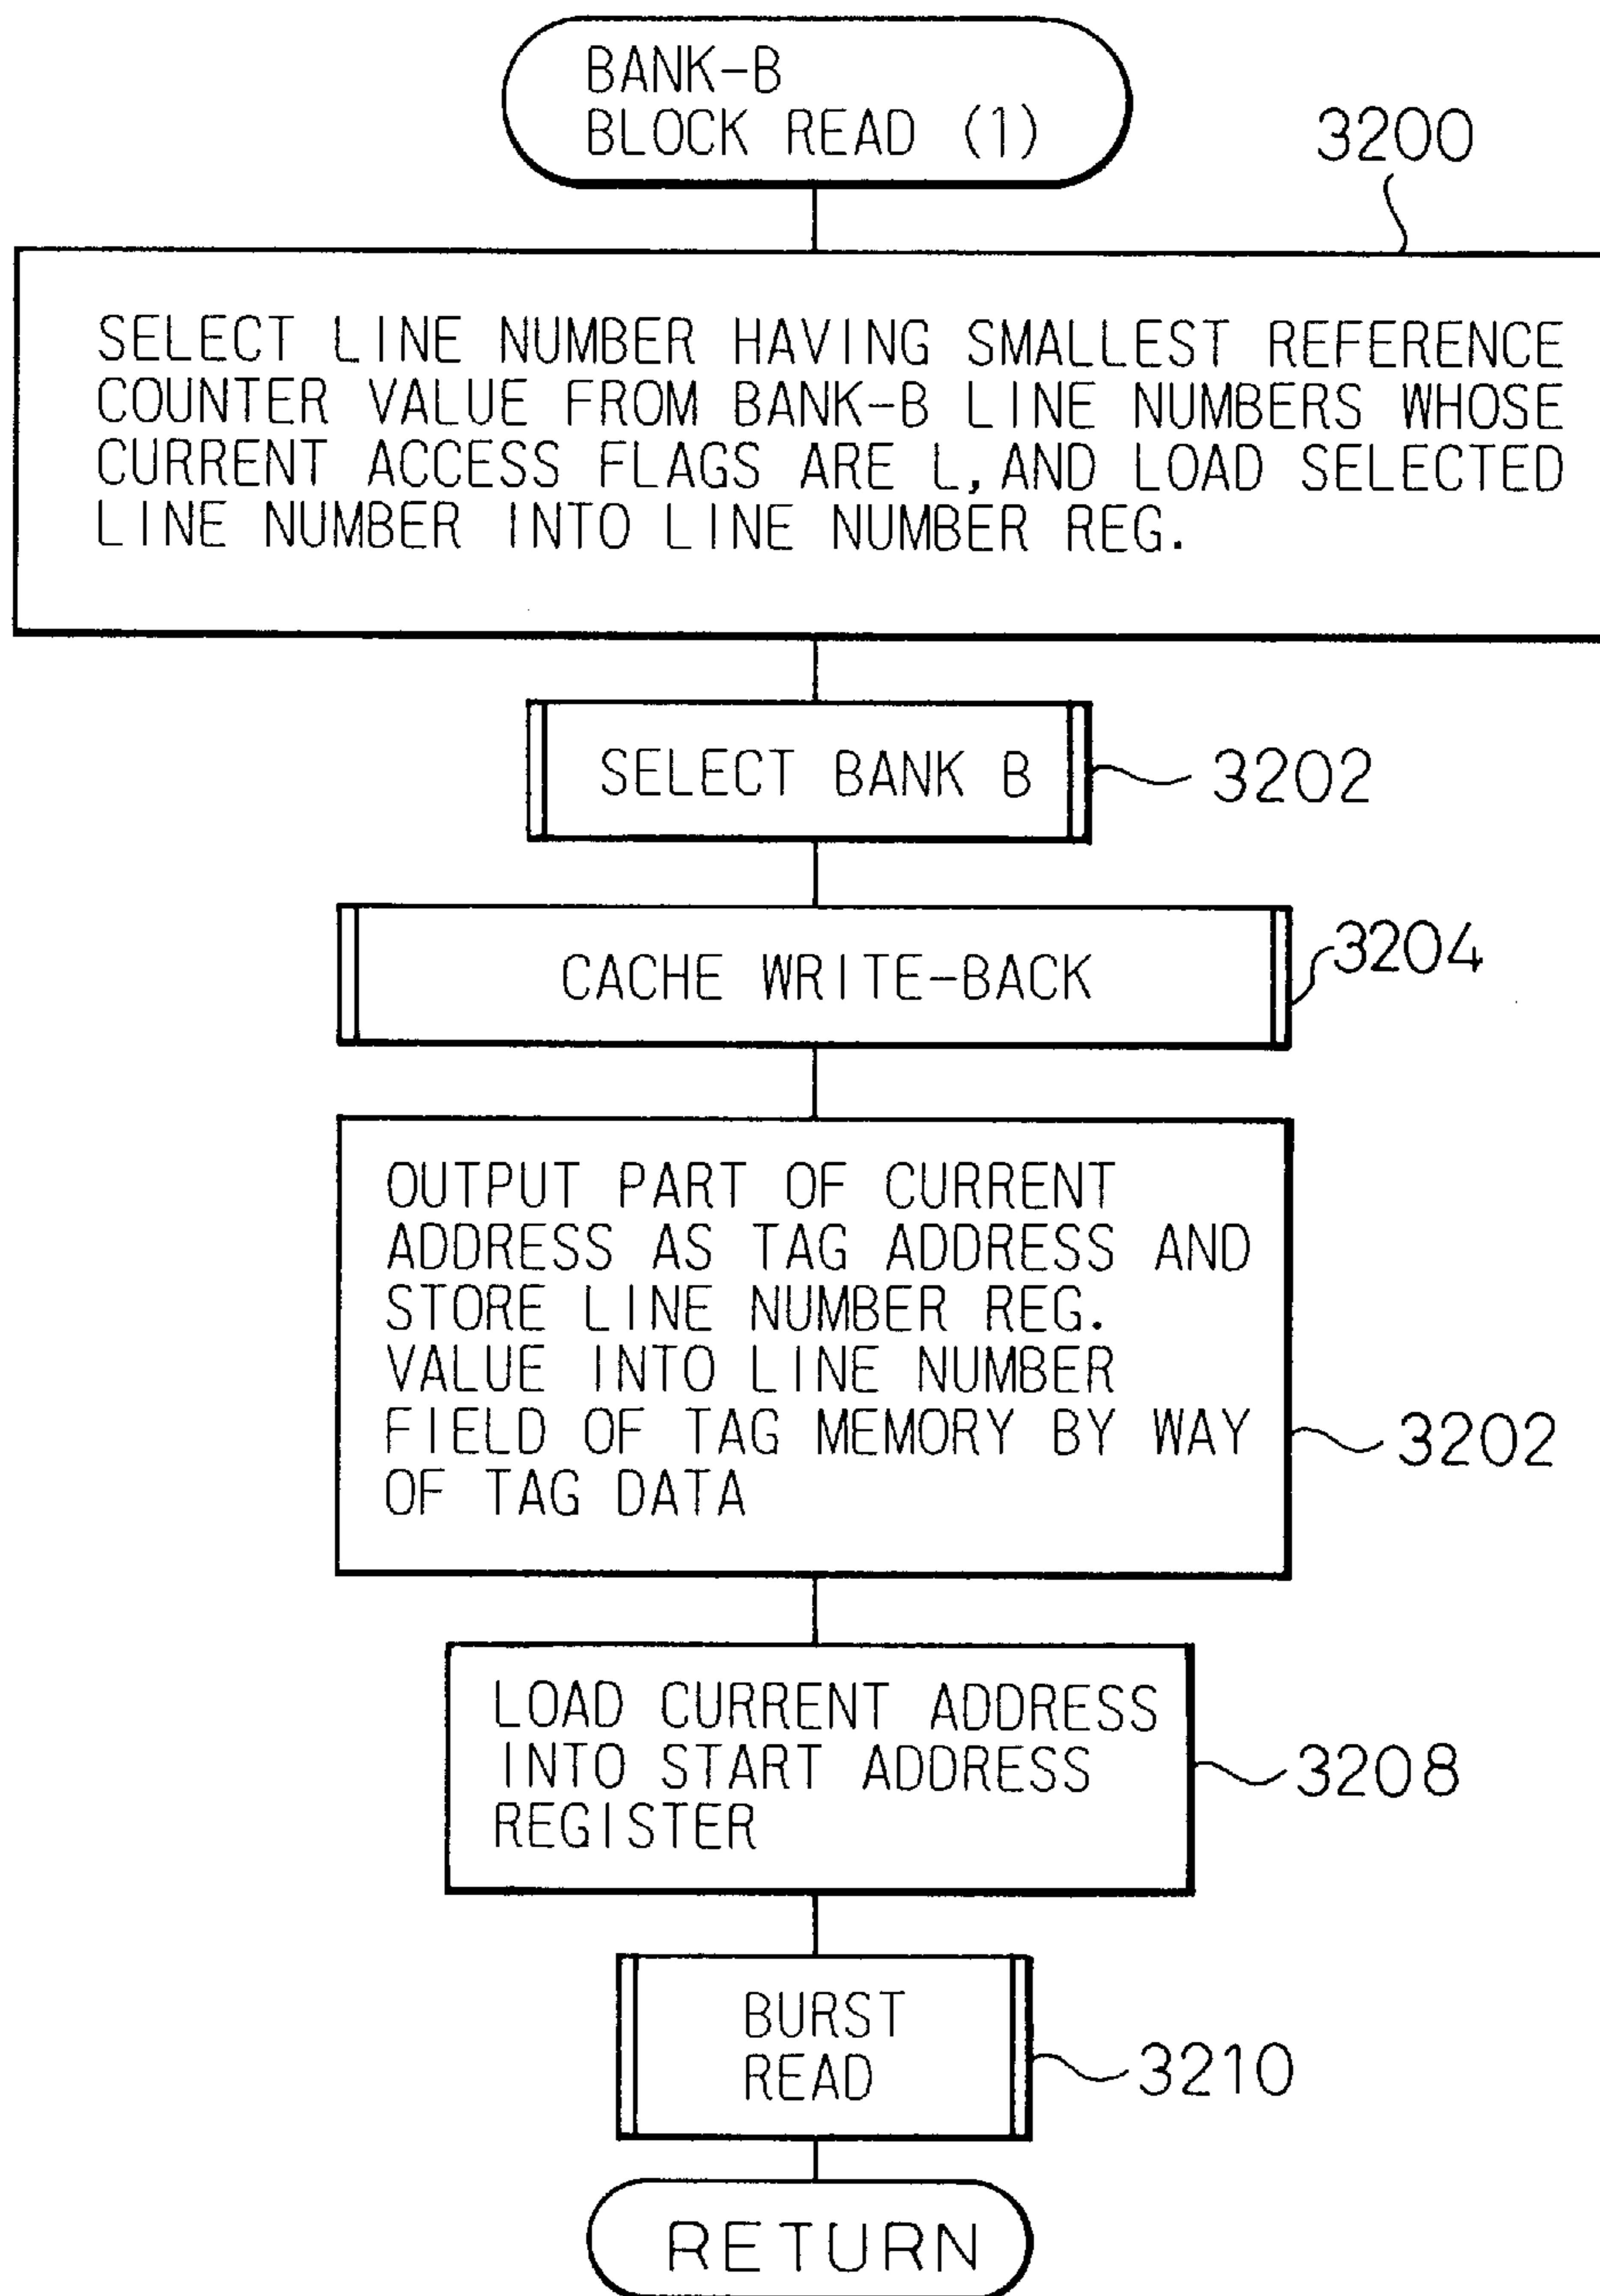 BANK-B
BLOCK READ (1)
3200
SELECT LINE NUMBER HAVING SMALLEST REFERENCE
COUNTER VALUE FROM BANK-B LINE NUMBERS WHOSE
CURRENT ACCESS FLAGS ARE L, AND LOAD SELECTED
LINE NUMBER INTO LINE NUMBER REG.
SELECT BANK B
3202
CACHE WRITE-BACK
3204
OUTPUT PART OF CURRENT
ADDRESS AS TAG ADDRESS AND
STORE LINE NUMBER REG.
VALUE INTO LINE NUMBER
FIELD OF TAG MEMORY BY WAY
OF TAG DATA
3202
LOAD CURRENT ADDRESS
INTO START ADDRESS
REGISTER
3208
BURST
READ
3210
RETURN